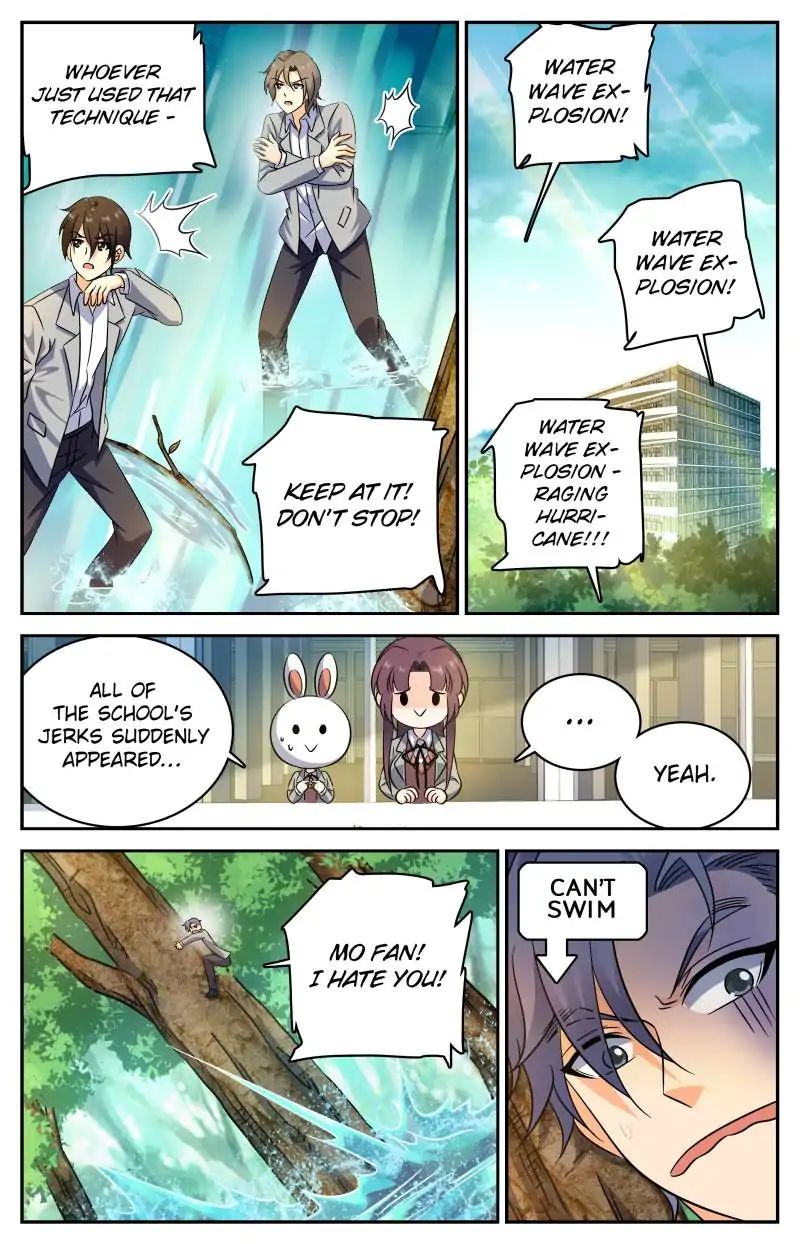 WHOEVER
JUST USED THAT
TECHNIQUE -
KEEP AT IT!
DON'T STOP!
WATER
WAVE EX-
PLOSION!
WATER
WAVE EX-
PLOSION!
WATER
WAVE EX-
PLOSION -
RAGING
HURRI-
CANE!!!
ALL OF
THE SCHOOL'S
JERKS SUDDENLY
APPEARED...
...
YEAH.
MO FAN!
I HATE YOU!
CAN'T
SWIM